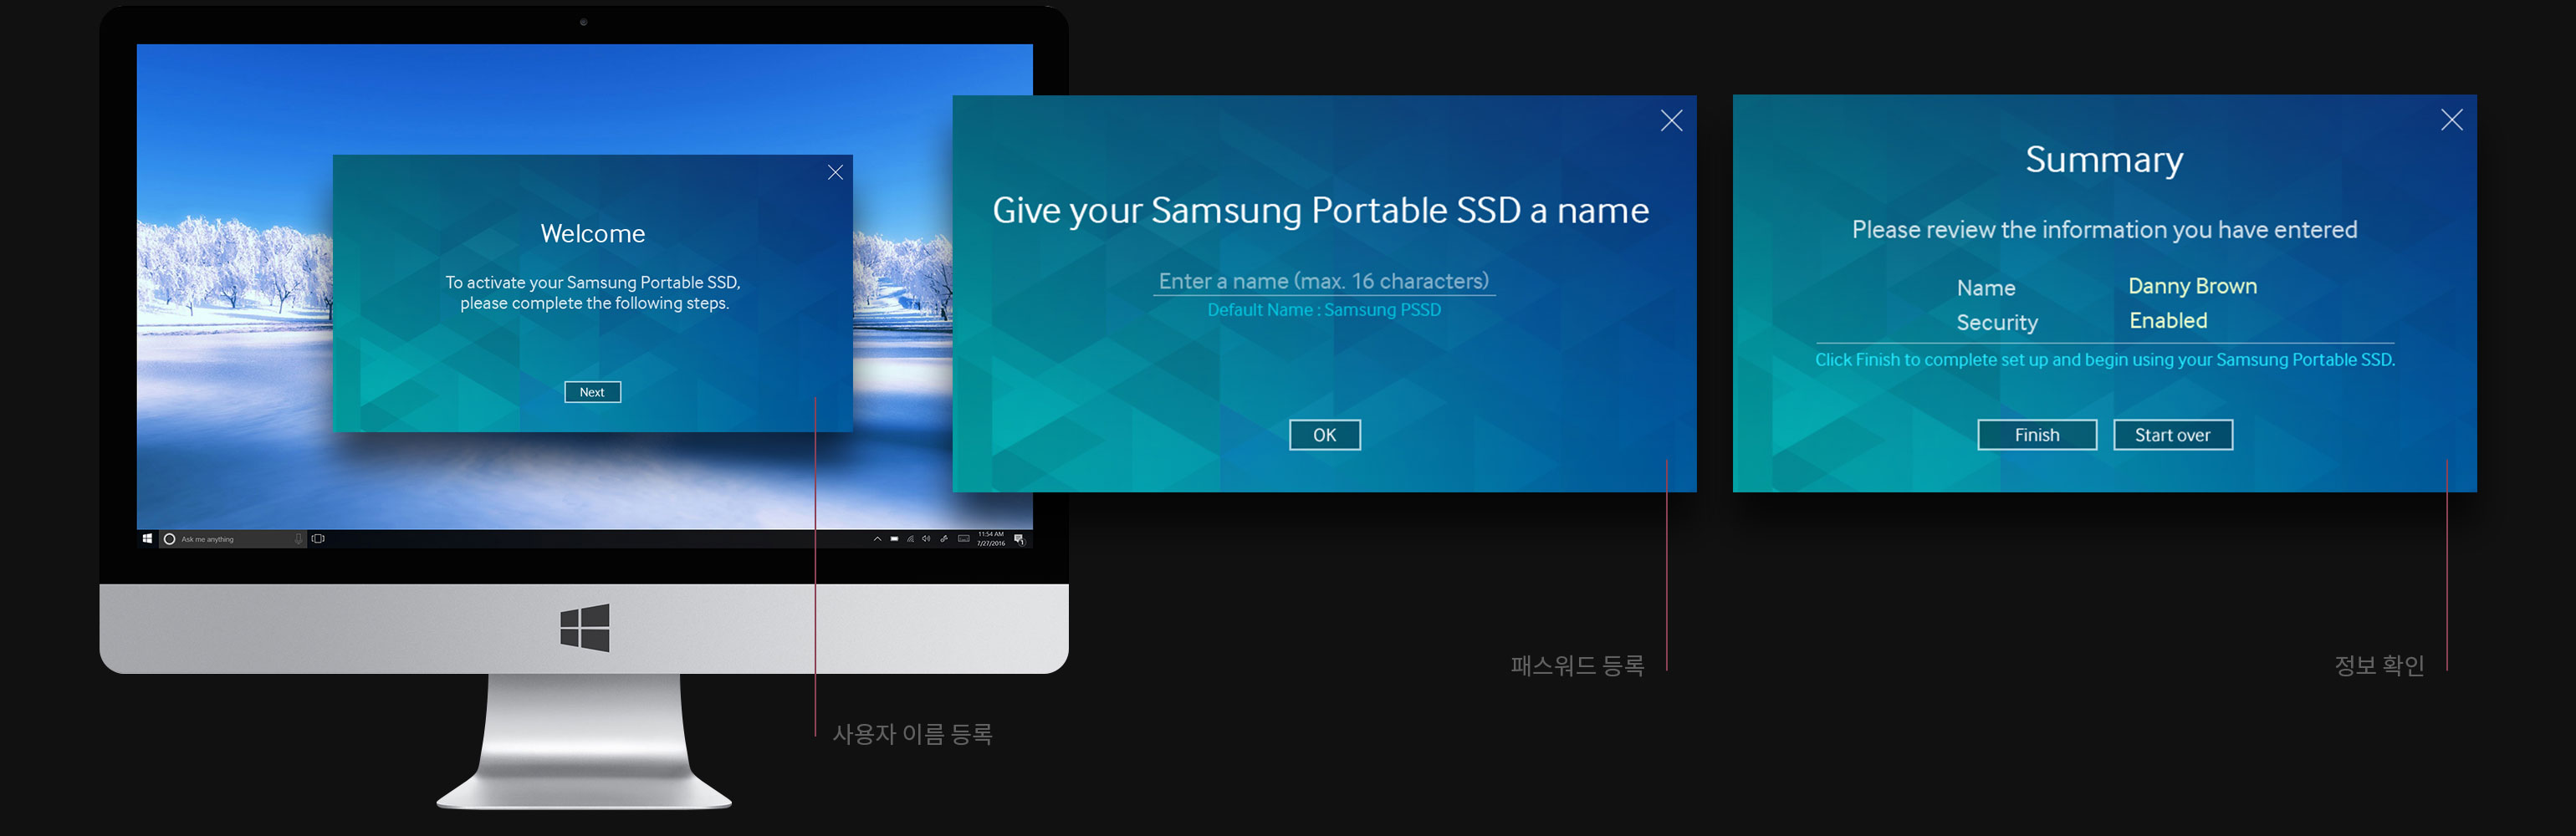 Welcome
To activate your Samsung Portable SSD,
please complete the following steps.
Next
Ask me anything
11:54 AM
7/27/2016
Give your Samsung Portable SSD a name
Enter a name (max. 16 characters)
Default Name : Samsung PSSD
OK
Summary
Please review the information you have entered
Name Danny Brown
Security Enabled
Click Finish to complete set up and begin using your Samsung Portable SSD.
Finish Start over
사용자 이름 등록
패스워드 등록
정보 확인